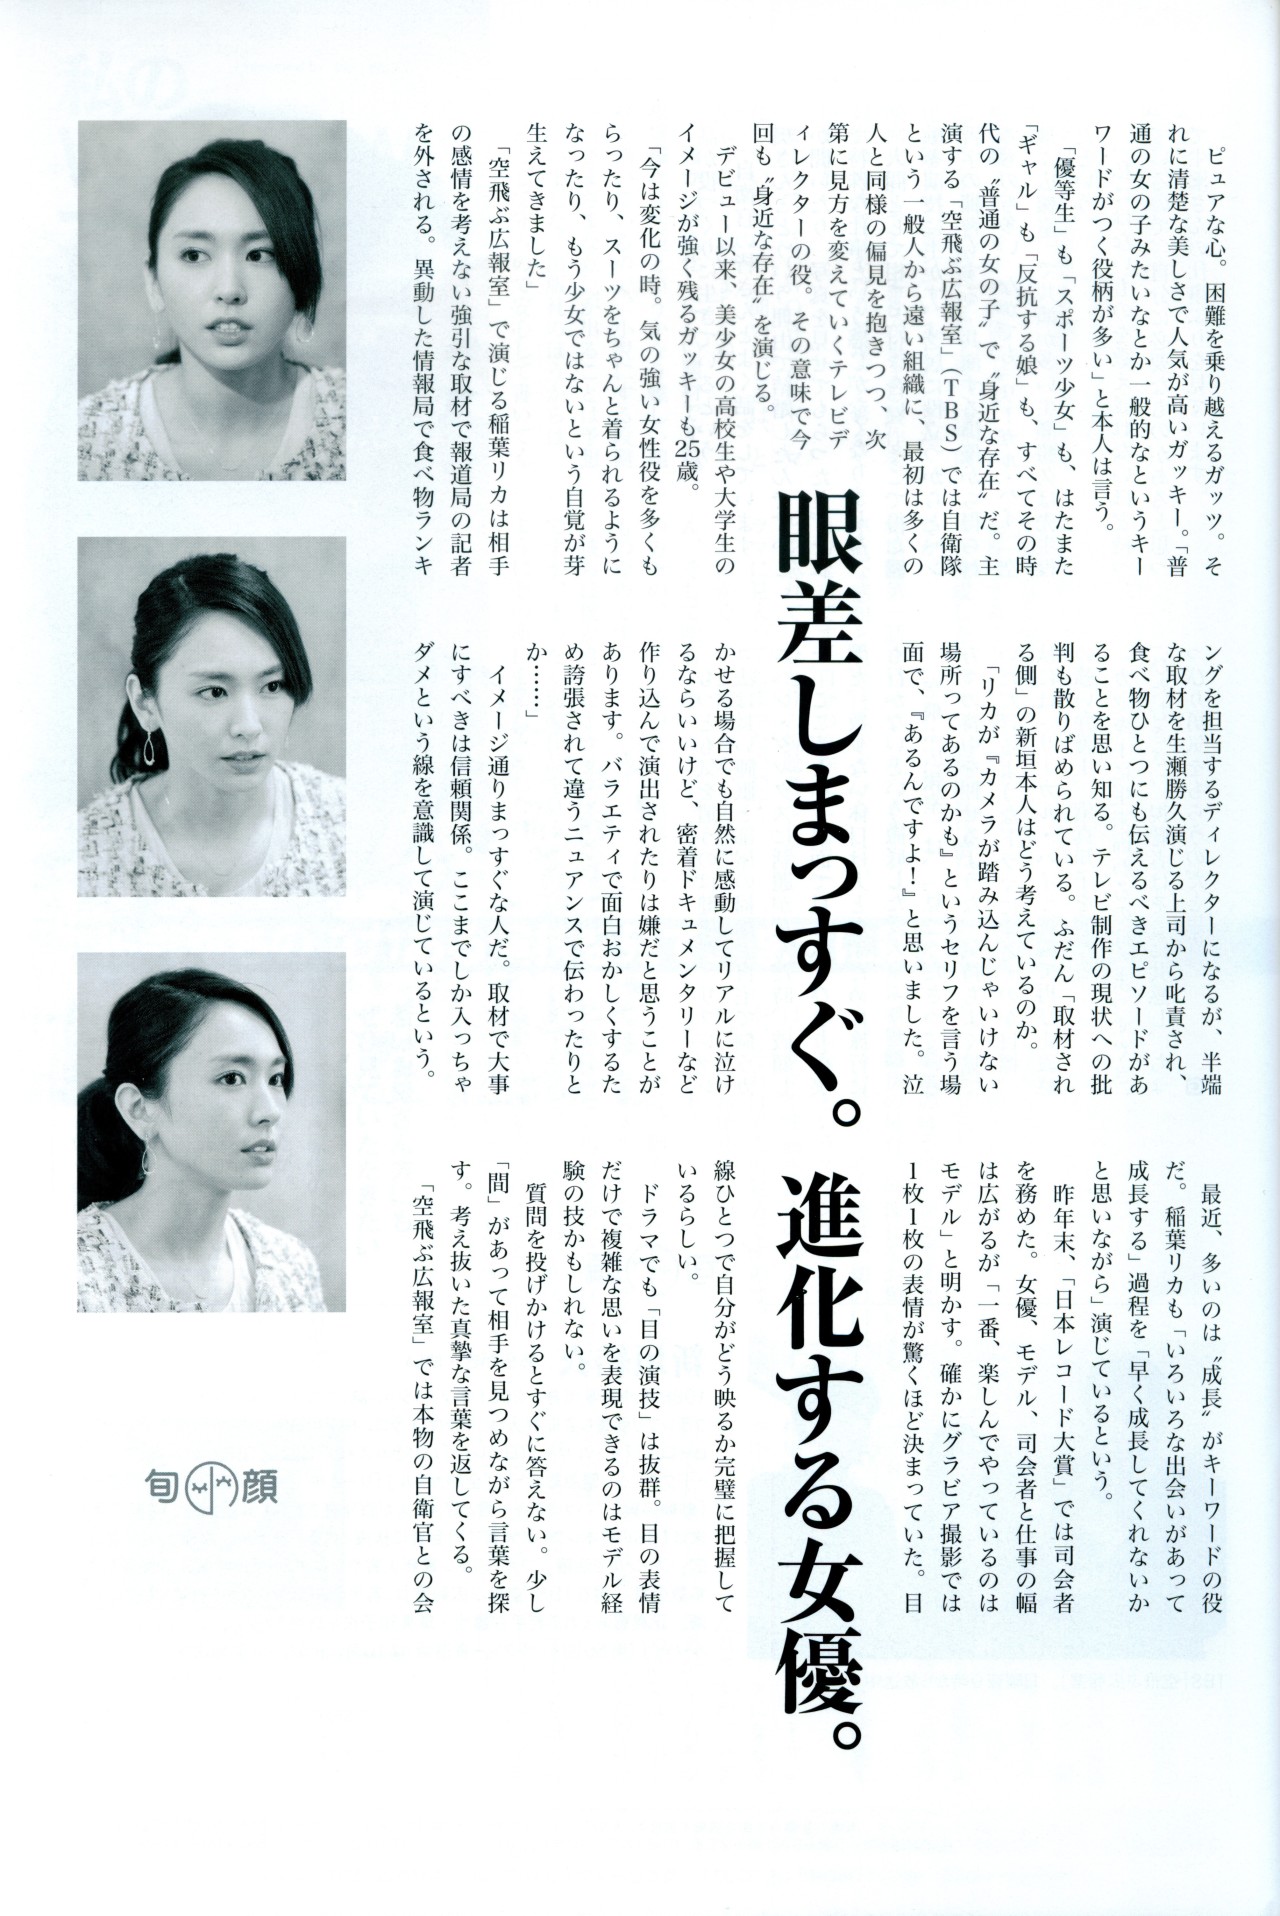 ピュアな心。困難を乗り越えるガッツ。そ
れに清楚な美しさで人気が高いガッキー。「普
通の女の子みたいなとか一般的なというキー
ワードがつく役柄が多い」と本人は言う。
「優等生」も「スポーツ少女」も、はたまた
「ギャル」も「反抗する娘」も、すべてその時
代の〝普通の女の子〟で〝身近な存在〟だ。主
演する「空飛ぶ広報室」（TBS）では自衛隊
という一般人から遠い組織に、最初は多くの
人と同様の偏見を抱きつつ、次
第に見方を変えていくテレビデ
ィレクターの役。その意味で今
回も〝身近な存在〟を演じる。
デビュー以来、美少女の高校生や大学生の
イメージが強く残るガッキーも25歳。
「今は変化の時。気の強い女性役を多くも
らったり、スーツをちゃんと着られるように
なったり、もう少女ではないという自覚が芽
生えてきました」
「空飛ぶ広報室」で演じる稲葉リカは相手
の感情を考えない強引な取材で報道局の記者
を外される。異動した情報局で食べ物ランキ
眼差しまっすぐ。進化する女優。
ングを担当するディレクターになるが、半端
な取材を生瀬勝久演じる上司から叱責され、
食べ物ひとつにも伝えるべきエピソードがあ
ることを思い知る。テレビ制作の現状への批
判も散りばめられている。ふだん「取材され
る側」の新垣本人はどう考えているのか。
「リカが『カメラが踏み込んじゃいけない
場所ってあるのかも』というセリフを言う場
面で、『あるんですよ！』と思いました。泣
かせる場合でも自然に感動してリアルに泣け
るならいいけど、密着ドキュメンタリーなど
作り込んで演出されたりは嫌だと思うことが
あります。バラエティで面白おかしくするた
め誇張されて違うニュアンスで伝わったりと
か……」
イメージ通りまっすぐな人だ。取材で大事
にすべきは信頼関係。ここまでしか入っちゃ
ダメという線を意識して演じているという。
最近、多いのは〝成長〟がキーワードの役
だ。稲葉リカも「いろいろな出会いがあって
成長する」過程を「早く成長してくれないか
と思いながら」演じているという。
昨年末、「日本レコード大賞」では司会者
を務めた。女優、モデル、司会者と仕事の幅
は広がるが「一番、楽しんでやっているのは
モデル」と明かす。確かにグラビア撮影では
1枚1枚の表情が驚くほど決まっていた。目
線ひとつで自分がどう映るか完璧に把握して
いるらしい。
ドラマでも「目の演技」は抜群。目の表情
だけで複雑な思いを表現できるのはモデル経
験の技かもしれない。
質問を投げかけるとすぐに答えない。少し
「間」があって相手を見つめながら言葉を探
す。考え抜いた真摯な言葉を返してくる。
「空飛ぶ広報室」では本物の自衛官との会
旬顔